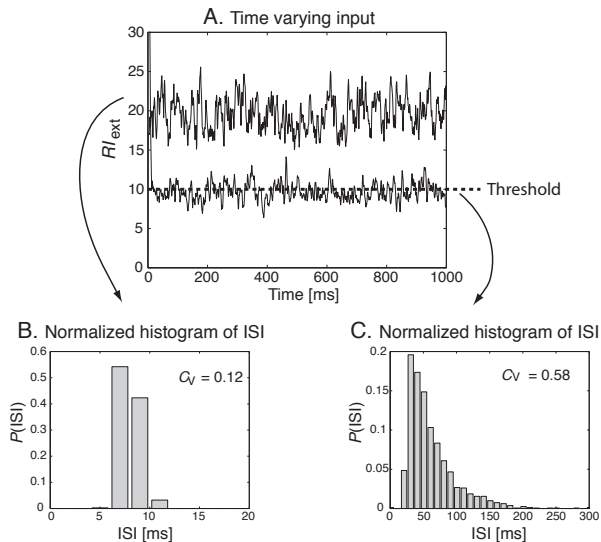 A. Time varying input
30
25
20
15
10
5
0
RI_ext
Threshold
0 200 400 600 800 1000
Time [ms]
B. Normalized histogram of ISI
0.6
0.5
0.4
0.3
0.2
0.1
0
P(ISI)
C_V = 0.12
0 5 10 15 20
ISI [ms]
C. Normalized histogram of ISI
0.2
0.15
0.1
0.05
0
P(ISI)
C_V = 0.58
0 50 100 150 200 250 300
ISI [ms]